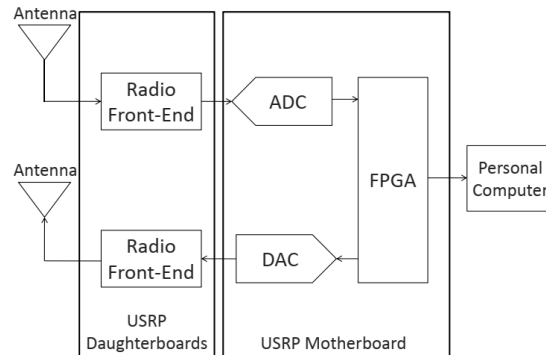 Antenna
Radio
Front-End
ADC
FPGA
Personal
Computer
Antenna
Radio
Front-End
DAC
USRP
Daughterboards
USRP Motherboard